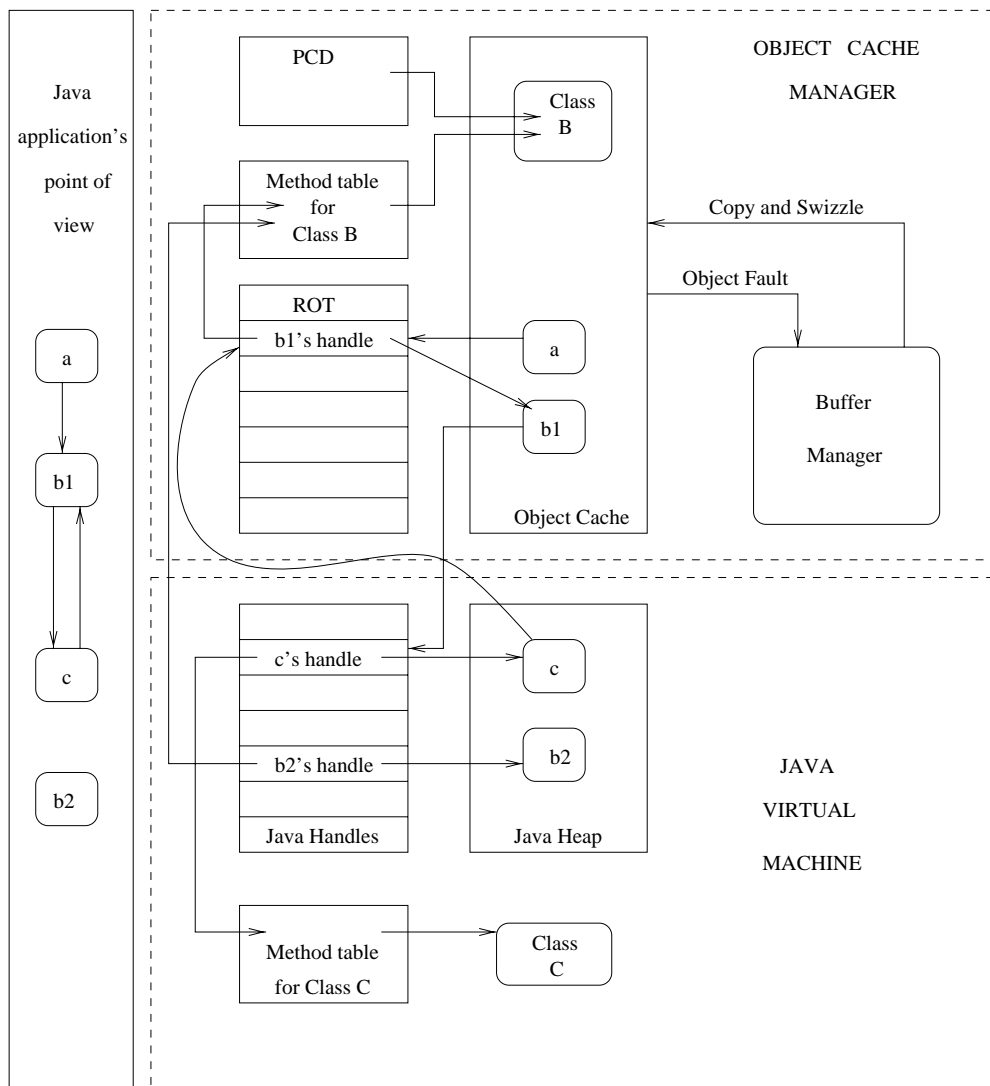 Java
application's
point of
view
a
b1
c
b2
PCD
Method table
for
Class B
ROT
b1's handle
Class
B
a
b1
Object Cache
OBJECT CACHE
MANAGER
Copy and Swizzle
Object Fault
Buffer
Manager
c's handle
b2's handle
Java Handles
c
b2
Java Heap
JAVA
VIRTUAL
MACHINE
Method table
for Class C
Class
C